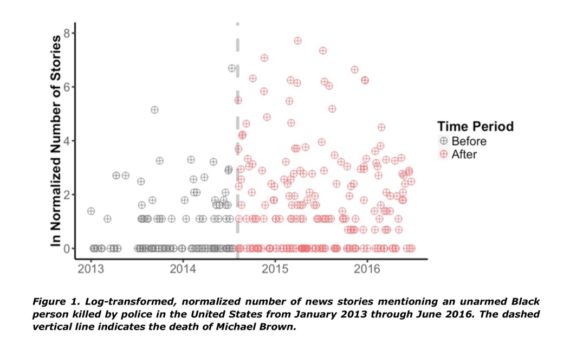 ln Normalized Number of Stories
8
6
4
2
0
2013 2014 2015 2016
Time Period
Before
After
Figure 1. Log-transformed, normalized number of news stories mentioning an unarmed Black
person killed by police in the United States from January 2013 through June 2016. The dashed
vertical line indicates the death of Michael Brown.